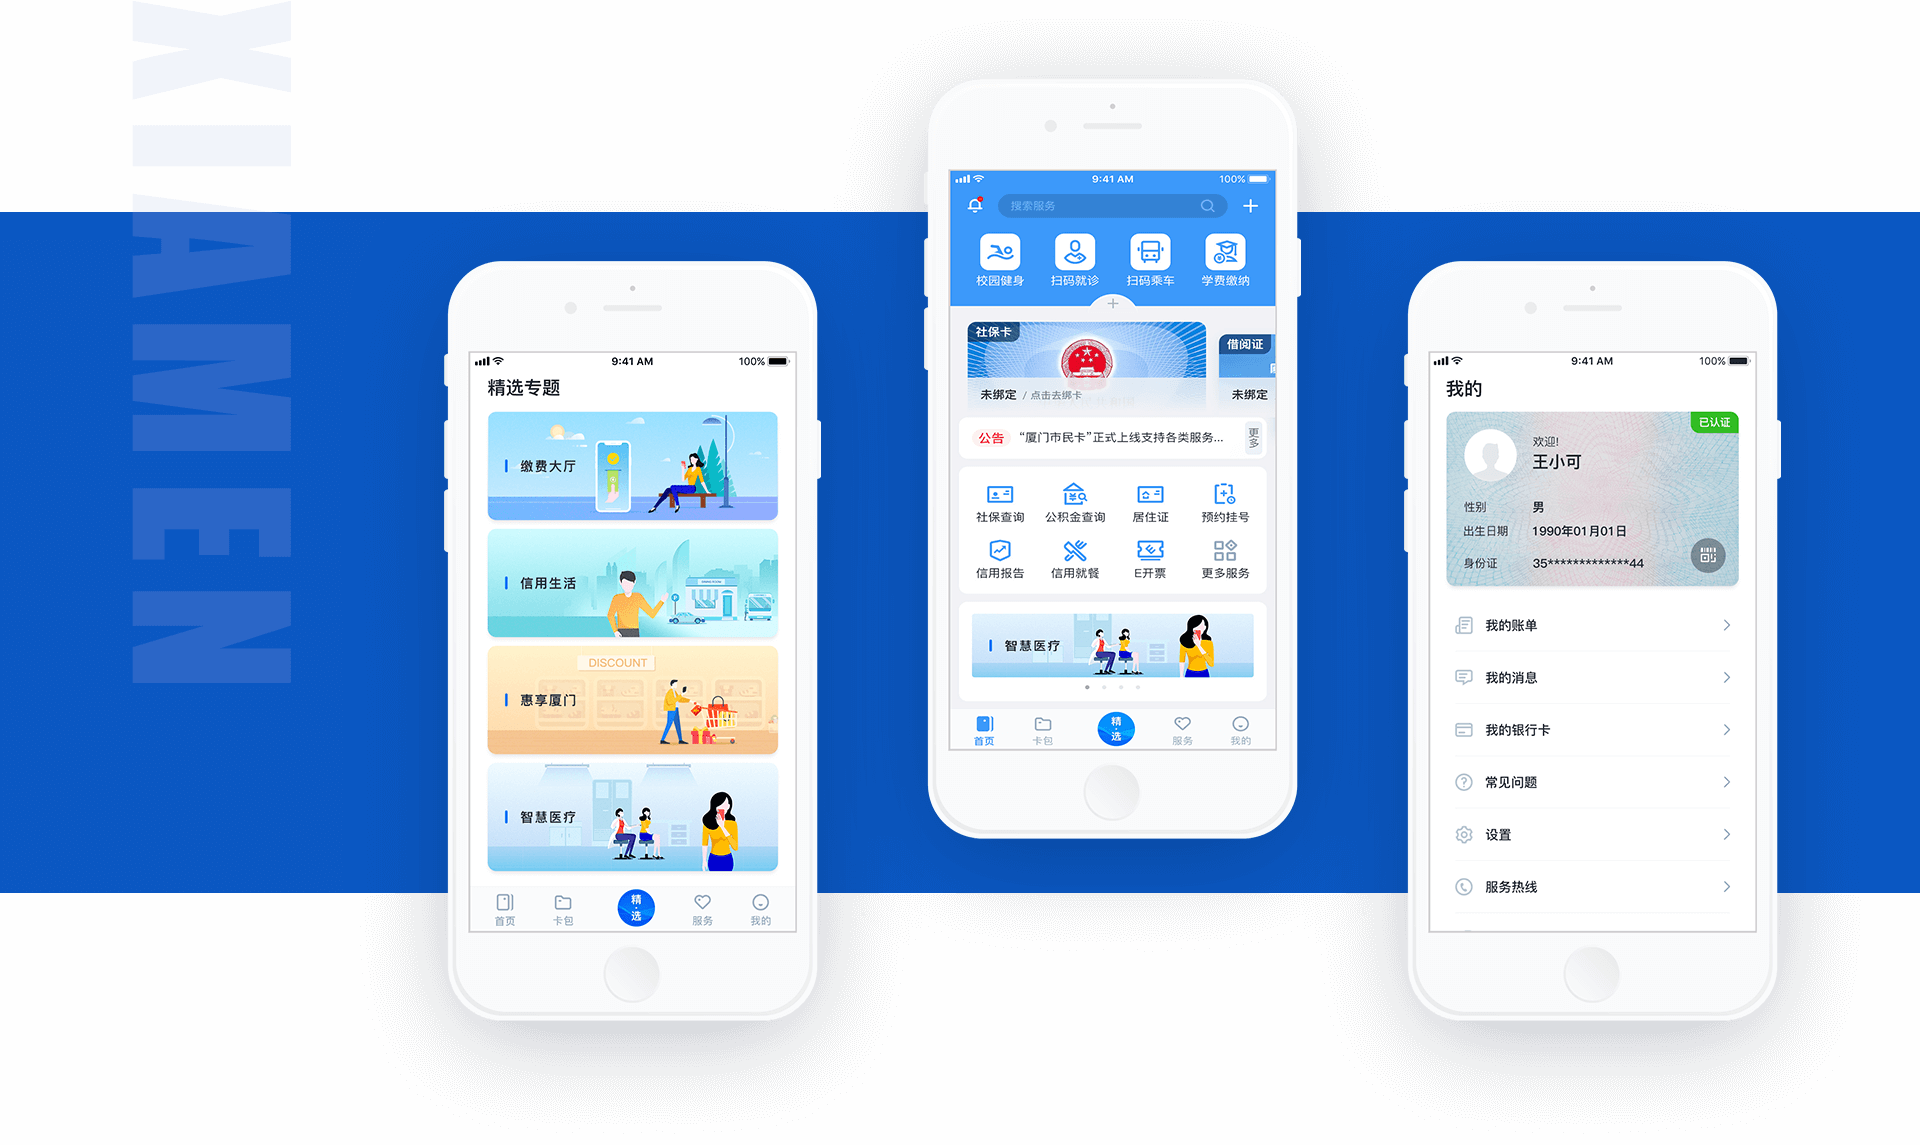 XIAMEN
9:41 AM
100%
精选专题
缴费大厅
信用生活
DISCOUNT
惠享厦门
智慧医疗
首页
卡包
精·选
服务
我的
9:41 AM
100%
搜索服务
校园健身
扫码就诊
扫码乘车
学费缴纳
社保卡
未绑定 / 点击去绑卡
借阅证
未绑定
公告
“厦门市民卡”正式上线支持各类服务...
更多
社保查询
公积金查询
居住证
预约挂号
信用报告
信用就餐
E开票
更多服务
智慧医疗
首页
卡包
精·选
服务
我的
9:41 AM
100%
我的
已认证
欢迎!
王小可
性别 男
出生日期 1990年01月01日
身份证 35*************44
我的账单
我的消息
我的银行卡
常见问题
设置
服务热线